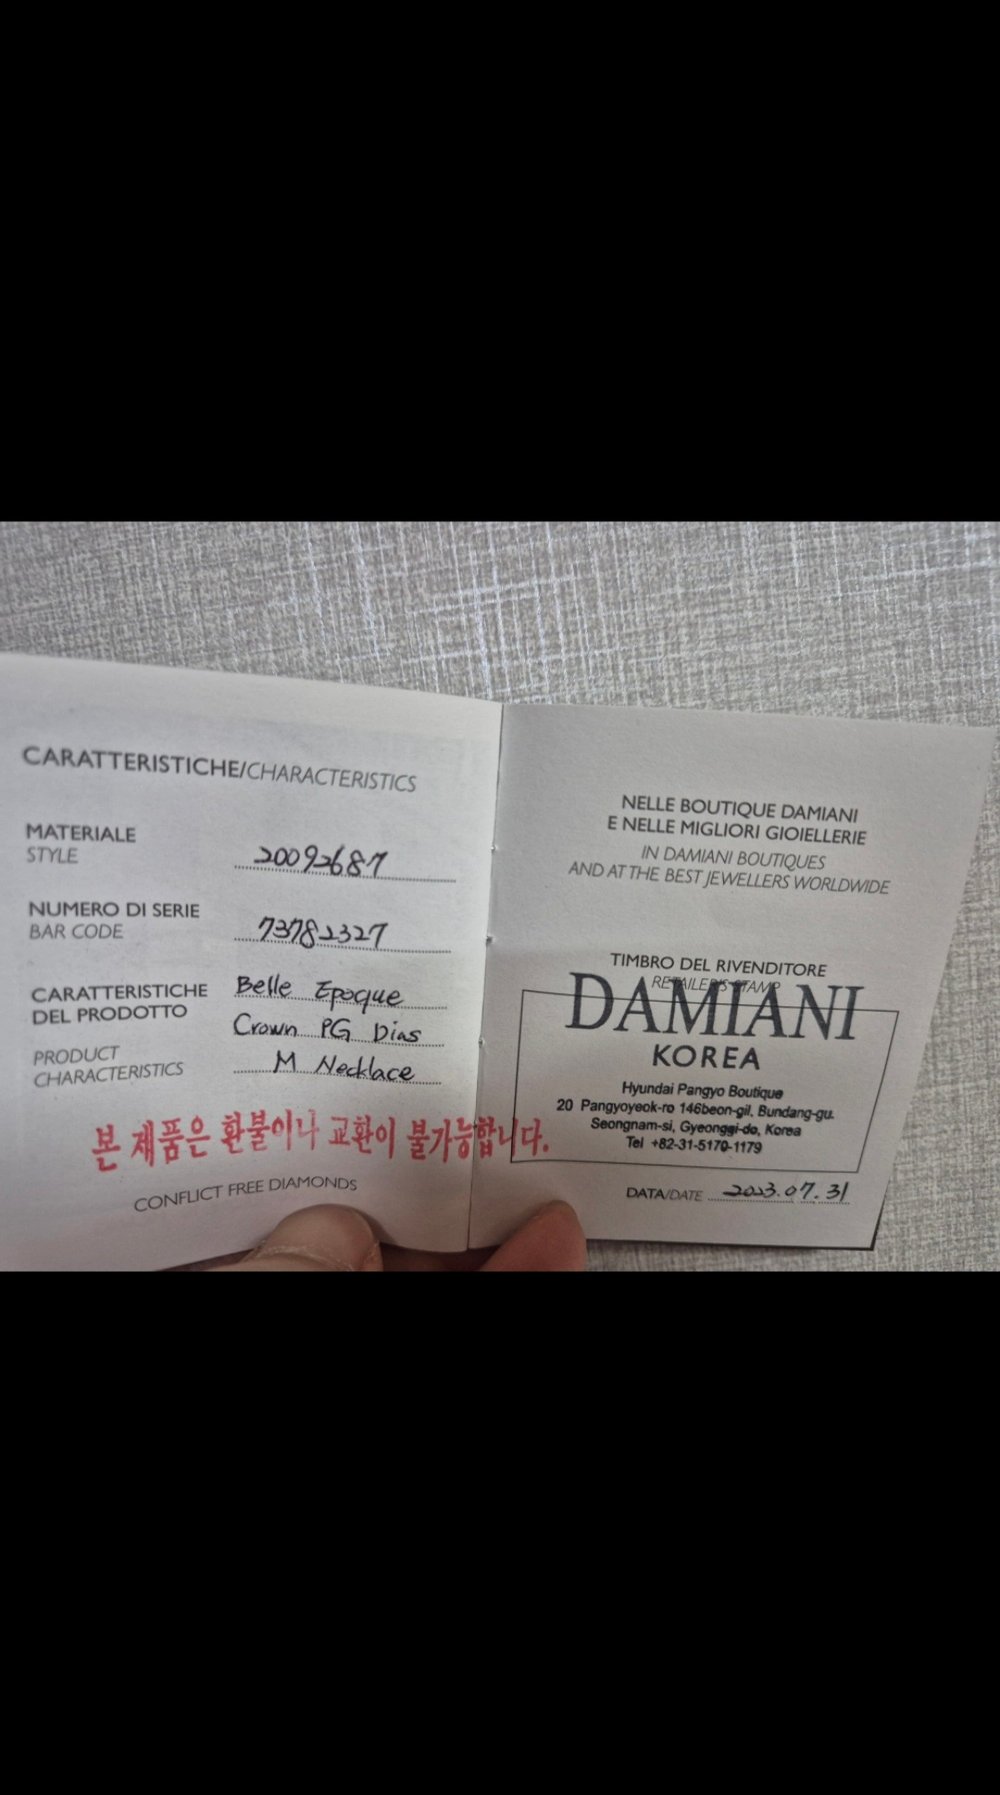 CARATTERISTICHE/CHARACTERISTICS
MATERIALE
STYLE
20092687
NUMERO DI SERIE
BAR CODE
73782327
CARATTERISTICHE
DEL PRODOTTO
PRODUCT
CHARACTERISTICS
Belle Epoque
Crown PG Dias
M Necklace
본 제품은 환불이나 교환이 불가능합니다.
CONFLICT FREE DIAMONDS
NELLE BOUTIQUE DAMIANI
E NELLE MIGLIORI GIOIELLERIE
IN DAMIANI BOUTIQUES
AND AT THE BEST JEWELLERS WORLDWIDE
TIMBRO DEL RIVENDITORE
RETAILER'S STAMP
DAMIANI
KOREA
Hyundai Pangyo Boutique
20 Pangyoyeok-ro 146beon-gil, Bundang-gu.
Seongnam-si, Gyeonggi-do, Korea
Tel +82-31-5170-1179
DATA/DATE 2023.07.31